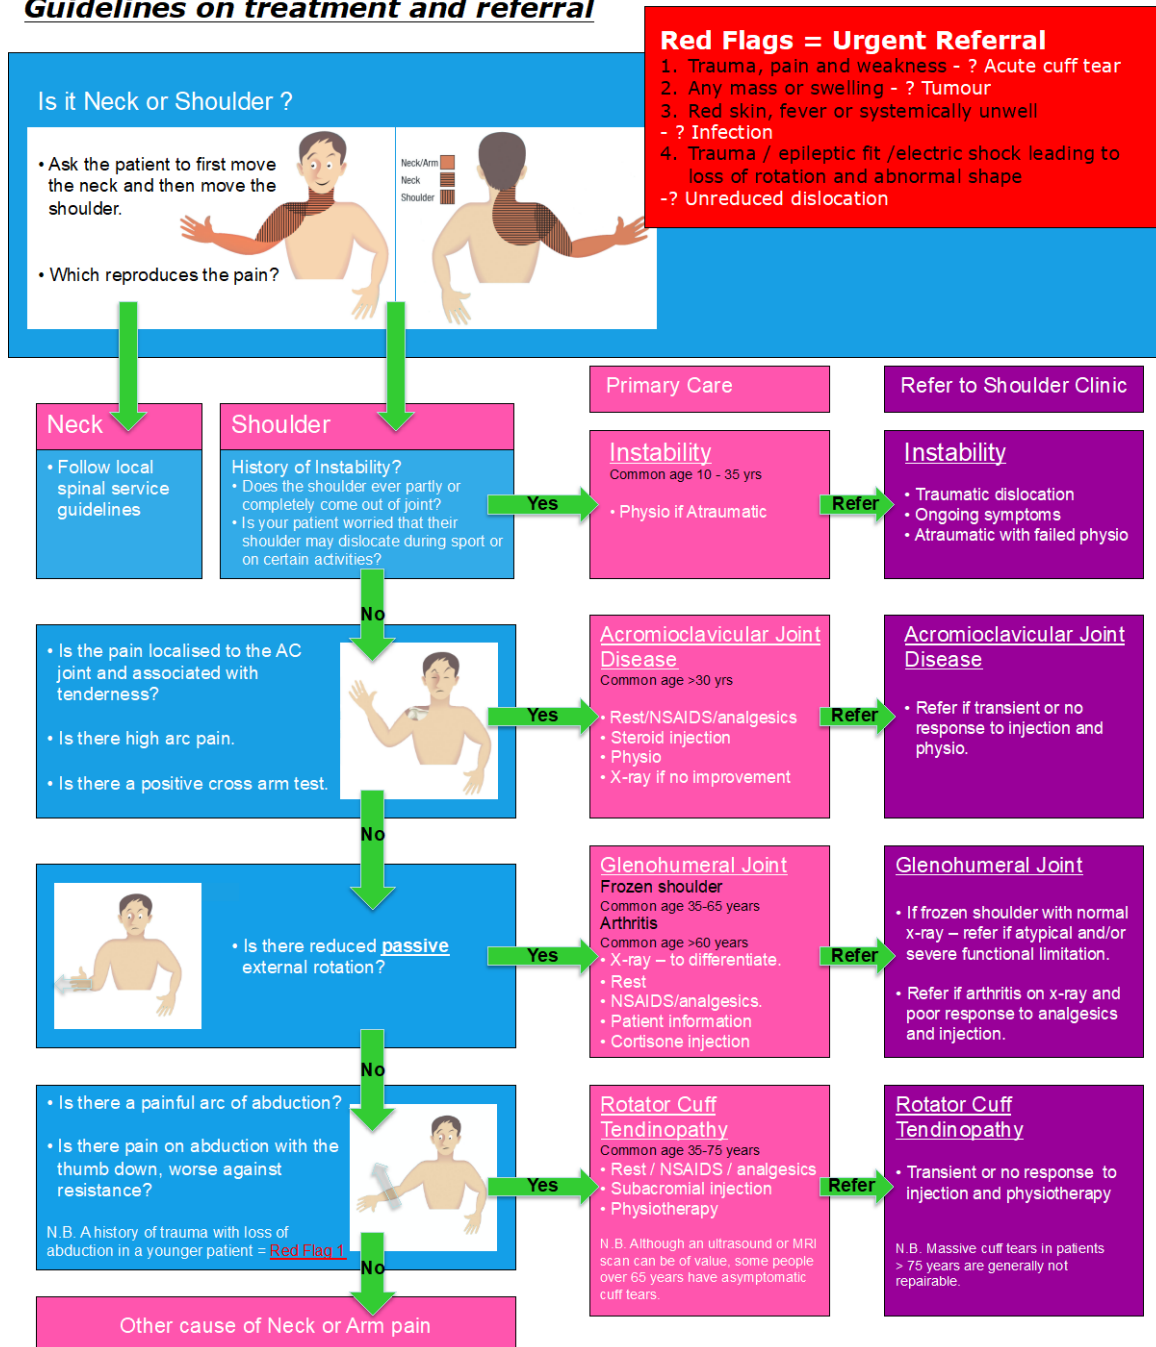 Guidelines on treatment and referral
Red Flags = Urgent Referral
1. Trauma, pain and weakness - ? Acute cuff tear
2. Any mass or swelling - ? Tumour
3. Red skin, fever or systemically unwell
- ? Infection
4. Trauma / epileptic fit /electric shock leading to
loss of rotation and abnormal shape
-? Unreduced dislocation
Is it Neck or Shoulder ?
• Ask the patient to first move
the neck and then move the
shoulder.
• Which reproduces the pain?
Neck/Arm
Neck
Shoulder
Primary Care
Refer to Shoulder Clinic
Neck
• Follow local
spinal service
guidelines
Shoulder
History of Instability?
• Does the shoulder ever partly or
completely come out of joint?
• Is your patient worried that their
shoulder may dislocate during sport or
on certain activities?
Yes
Instability
Common age 10 - 35 yrs
• Physio if Atraumatic
Refer
Instability
• Traumatic dislocation
• Ongoing symptoms
• Atraumatic with failed physio
No
• Is the pain localised to the AC
joint and associated with
tenderness?
• Is there high arc pain.
• Is there a positive cross arm test.
Yes
Acromioclavicular Joint
Disease
Common age >30 yrs
• Rest/NSAIDS/analgesics
• Steroid injection
• Physio
• X-ray if no improvement
Refer
Acromioclavicular Joint
Disease
• Refer if transient or no
response to injection and
physio.
No
• Is there reduced passive
external rotation?
Yes
Glenohumeral Joint
Frozen shoulder
Common age 35-65 years
Arthritis
Common age >60 years
• X-ray – to differentiate.
• Rest
• NSAIDS/analgesics.
• Patient information
• Cortisone injection
Refer
Glenohumeral Joint
• If frozen shoulder with normal
x-ray – refer if atypical and/or
severe functional limitation.
• Refer if arthritis on x-ray and
poor response to analgesics
and injection.
No
• Is there a painful arc of abduction?
• Is there pain on abduction with the
thumb down, worse against
resistance?
N.B. A history of trauma with loss of
abduction in a younger patient = Red Flag 1
Yes
Rotator Cuff
Tendinopathy
Common age 35-75 years
• Rest / NSAIDS / analgesics
• Subacromial injection
• Physiotherapy
N.B. Although an ultrasound or MRI
scan can be of value, some people
over 65 years have asymptomatic
cuff tears.
Refer
Rotator Cuff
Tendinopathy
• Transient or no response to
injection and physiotherapy
N.B. Massive cuff tears in patients
> 75 years are generally not
repairable.
No
Other cause of Neck or Arm pain